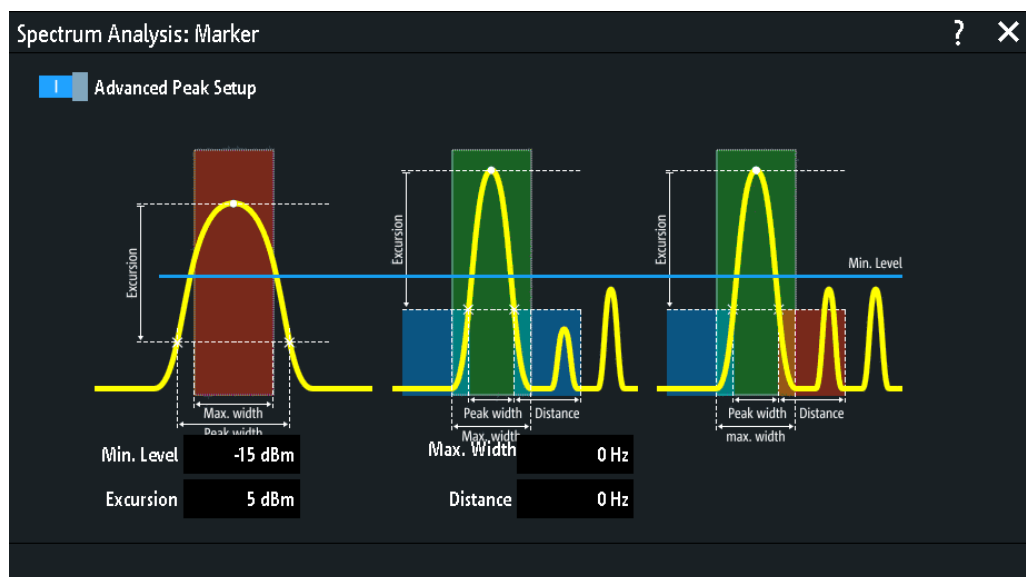 Spectrum Analysis: Marker ? X
I Advanced Peak Setup
Excursion
Max. width
Peak width
Excursion
Peak width Distance
Max. width
Excursion
Min. Level
Peak width Distance
max. width
Min. Level -15 dBm
Max. Width 0 Hz
Excursion 5 dBm
Distance 0 Hz